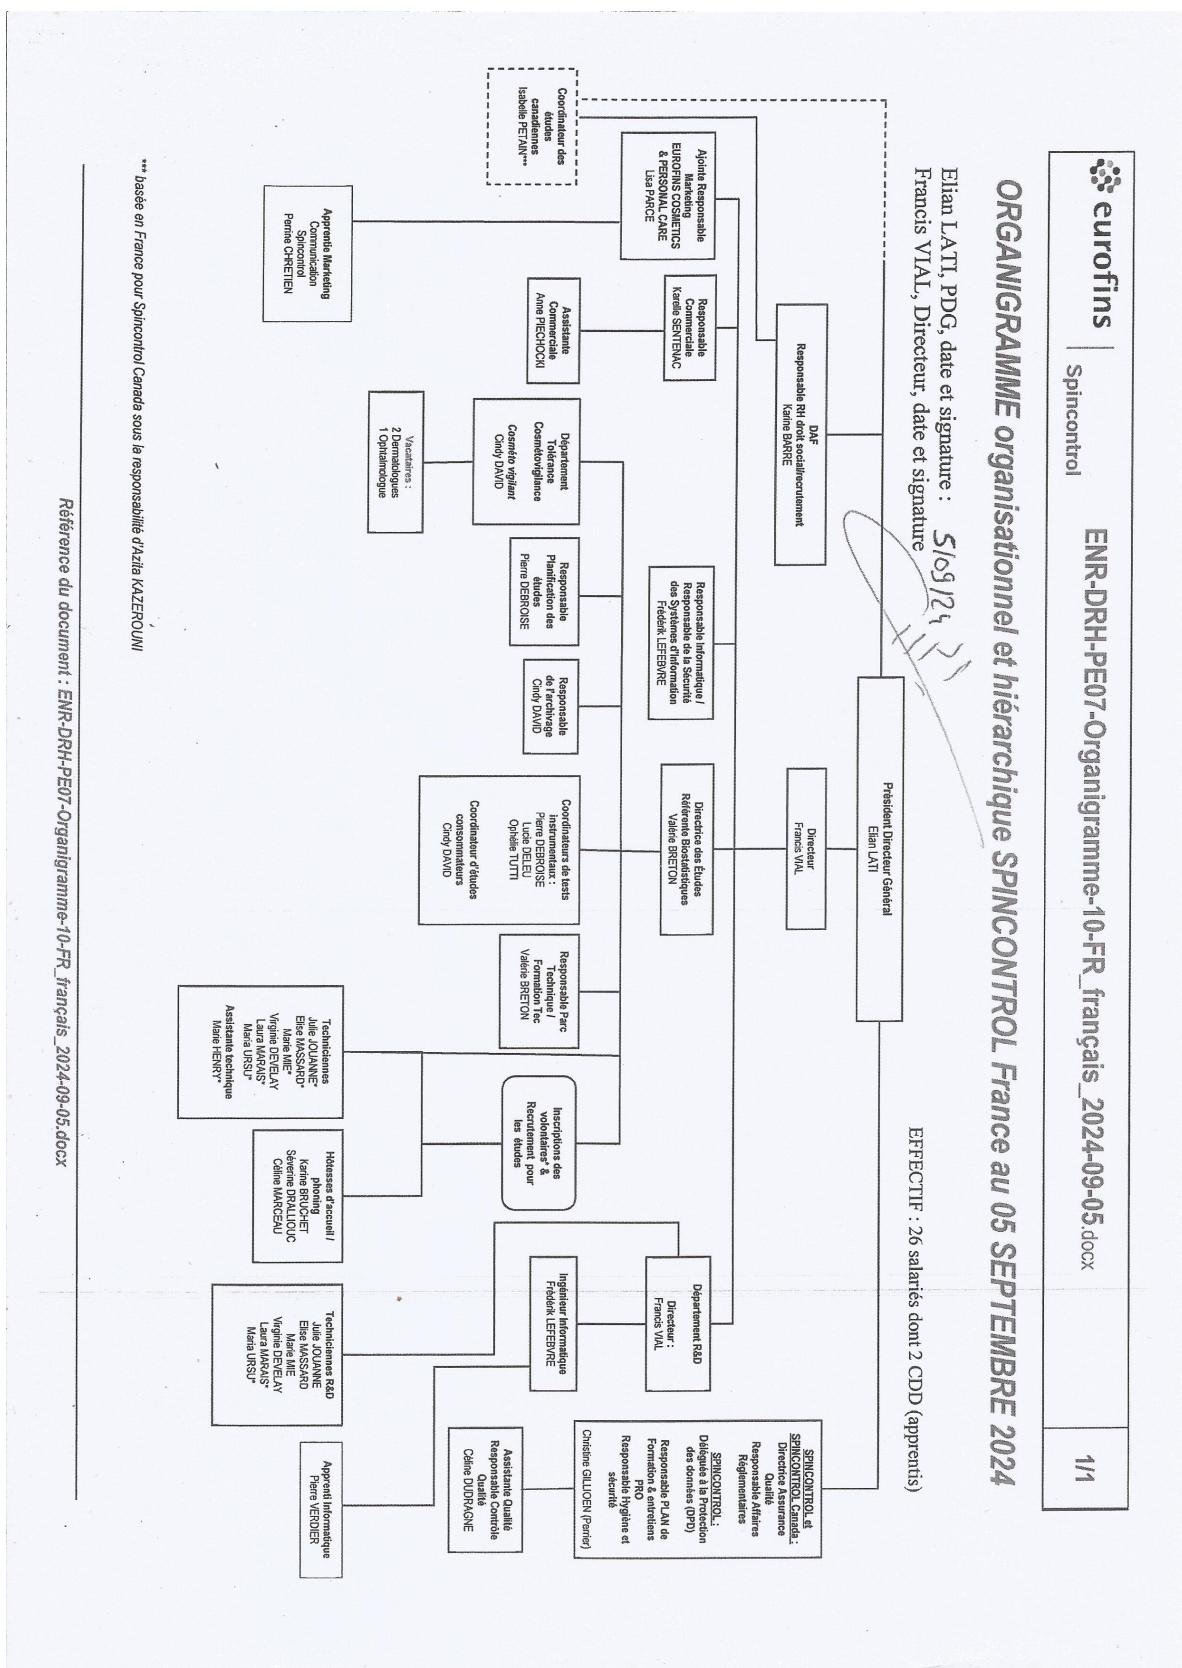 eurofins
Spincontrol
ENR-DRH-PE07-Organigramme-10-FR_français_2024-09-05.docx
1/1
ORGANIGRAMME organisationnel et hiérarchique SPINCONTROL France au 05 SEPTEMBRE 2024
Elian LATI, PDG, date et signature :
5/09/24
Francis VIAL, Directeur, date et signature
EFFECTIF : 26 salariés dont 2 CDD (apprentis)
Président Directeur Général
Elian LATI
DAF
Responsable RH droit social/recrutement
Karine BARRE
Directeur
Francis VIAL
SPINCONTROL et
SPINCONTROL Canada :
Directrice Assurance
Qualité
Responsable Affaires
Réglementaires
SPINCONTROL :
Déléguée à la Protection
des données (DPD)
Responsable PLAN de
Formation & entretiens
PRO
Responsable Hygiène et
sécurité
Christine GILLIOEN (Perrier)
Coordinateur des
études
canadiennes
Isabelle PETAIN***
Ajointe Responsable
Marketing
EUROFINS COSMETICS
& PERSONAL CARE
Lisa PARCE
Responsable
Commerciale
Karelle SENTENAC
Responsable Informatique /
Responsable de la Sécurité
des Systèmes d'Information
Frédérik LEFEBVRE
Directrice des Études
Référente Biostatistiques
Valérie BRETON
Département R&D
Directeur :
Francis VIAL
Assistante
Commerciale
Anne PIECHOCKI
Département
Tolérance
Cosmétovigilance
Cosméto vigilant
Cindy DAVID
Responsable
Planification des
études
Pierre DEBROISE
Responsable
de l'archivage
Cindy DAVID
Coordinateurs de tests
instrumentaux :
Pierre DEBROISE
Lucie DELEU
Ophélie TUTTI
Coordinateur d'études
consommateurs
Cindy DAVID
Responsable Parc
Technique /
Formation Tec
Valérie BRETON
Inscriptions des
volontaires* &
Recrutement pour
les études
Ingénieur Informatique
Frédérik LEFEBVRE
Assistante Qualité
Responsable Contrôle
Qualité
Céline DUDRAGNE
Apprentie Marketing
Communication
Spincontrol
Perrine CHRETIEN
Vacataires :
2 Dermatologues
1 Ophtalmologue
Techniciennes
Julie JOUANNE*
Elise MASSARD*
Marie MIE*
Virginie DEVELAY
Laura MARAIS*
Maria URSU*
Assistante technique
Marie HENRY*
Hôtesses d'accueil /
phoning
Karine BRUCHET
Séverine DRALLIOUC
Céline MARCEAU
Techniciennes R&D
Julie JOUANNE
Elise MASSARD
Marie MIE
Virginie DEVELAY
Laura MARAIS*
Maria URSU*
Apprenti Informatique
Pierre VERDIER
*** basée en France pour Spincontrol Canada sous la responsabilité d'Azita KAZEROUNI
Référence du document : ENR-DRH-PE07-Organigramme-10-FR_français_2024-09-05.docx